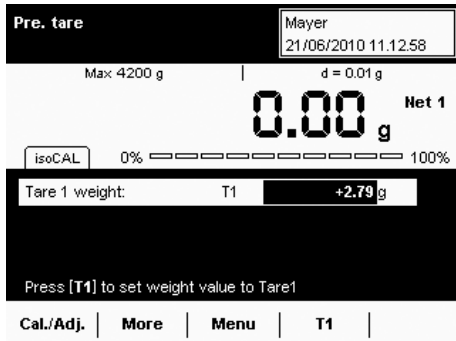 Pre. tare
Mayer
21/06/2010 11.12.58
Max 4200 g
d = 0.01 g
0.00 g
Net 1
isoCAL
0% 100%
Tare 1 weight: T1 +2.79 g
Press [T1] to set weight value to Tare1
Cal./Adj. More Menu T1